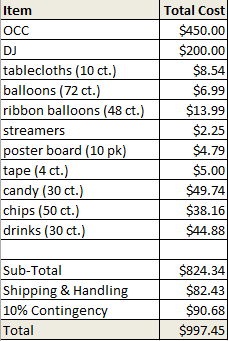 Item Total Cost
OCC $450.00
DJ $200.00
tablecloths (10 ct.) $8.54
balloons (72 ct.) $6.99
ribbon balloons (48 ct.) $13.99
streamers $2.25
poster board (10 pk) $4.79
tape (4 ct.) $5.00
candy (30 ct.) $49.74
chips (50 ct.) $38.16
drinks (30 ct.) $44.88
Sub-Total $824.34
Shipping & Handling $82.43
10% Contingency $90.68
Total $997.45